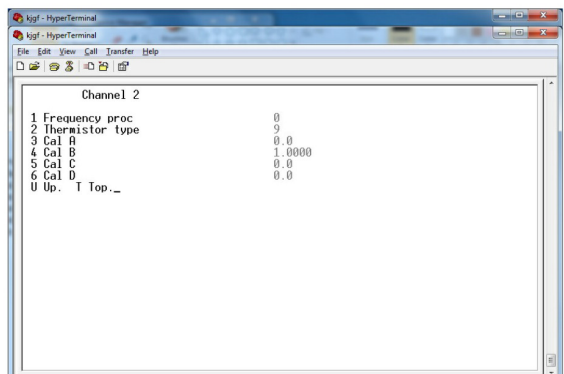 kjgf - HyperTerminal
kjgf - HyperTerminal
File Edit View Call Transfer Help
Channel 2
1 Frequency proc 0
2 Thermistor type 9
3 Cal A 0.0
4 Cal B 1.0000
5 Cal C 0.0
6 Cal D 0.0
U Up. T Top._